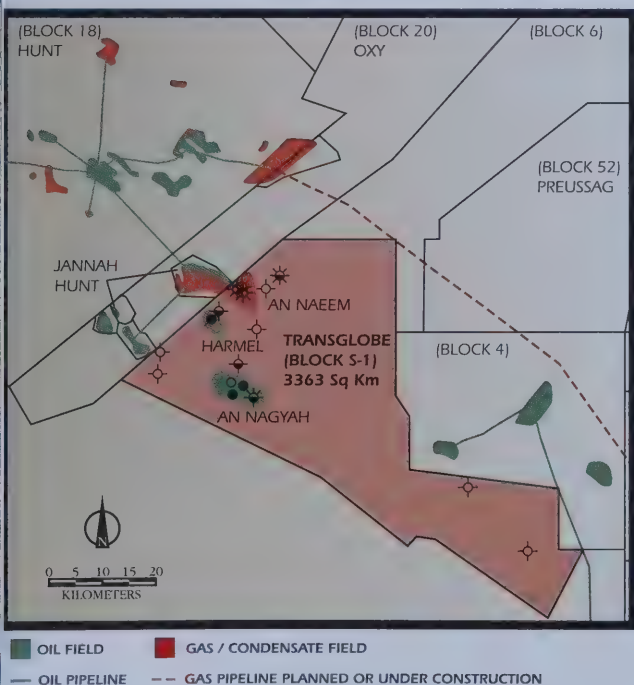 (BLOCK 18)
HUNT
(BLOCK 20)
OXY
(BLOCK 6)
(BLOCK 52)
PREUSSAG
JANNAH
HUNT
AN NAEEM
HARMEL
TRANSGLOBE
(BLOCK S-1)
3363 Sq Km
(BLOCK 4)
AN NAGYAH
N
0 5 10 15 20
KILOMETERS
OIL FIELD
GAS / CONDENSATE FIELD
OIL PIPELINE
GAS PIPELINE PLANNED OR UNDER CONSTRUCTION